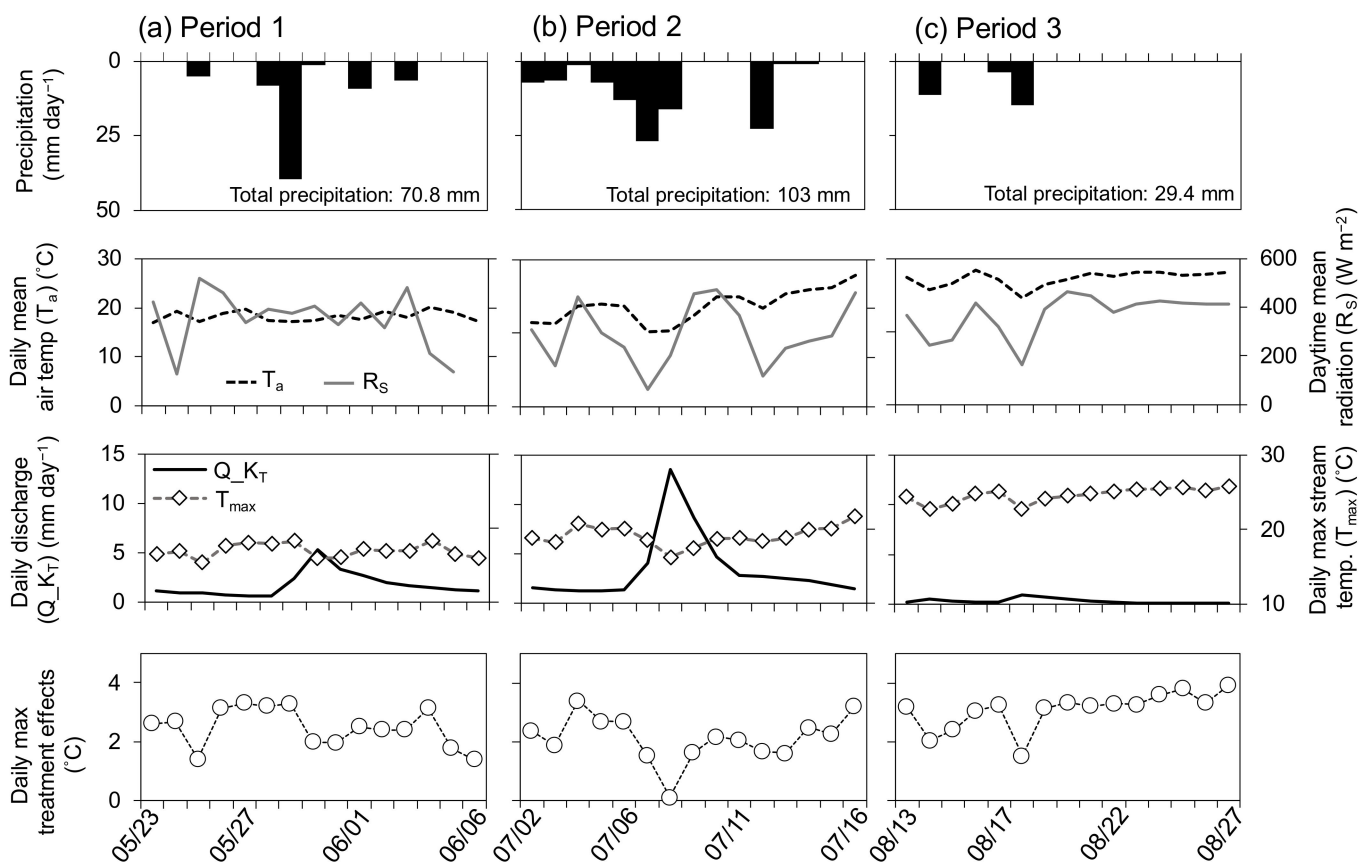 (a) Period 1
(b) Period 2
(c) Period 3
Precipitation
(mm day⁻¹)
0
25
50
Total precipitation: 70.8 mm
Total precipitation: 103 mm
Total precipitation: 29.4 mm
Daily mean
air temp (Tₐ) (˚C)
30
20
10
0
Tₐ
R_S
600
400
200
0
Daytime mean
radiation (R_S) (W m⁻²)
Daily discharge
(Q_K_T) (mm day⁻¹)
15
10
5
0
Q_K_T
T_max
30
20
10
Daily max stream
temp. (T_max) (˚C)
Daily max
treatment effects
(˚C)
4
2
0
05/23
05/27
06/01
06/06
07/02
07/06
07/11
07/16
08/13
08/17
08/22
08/27